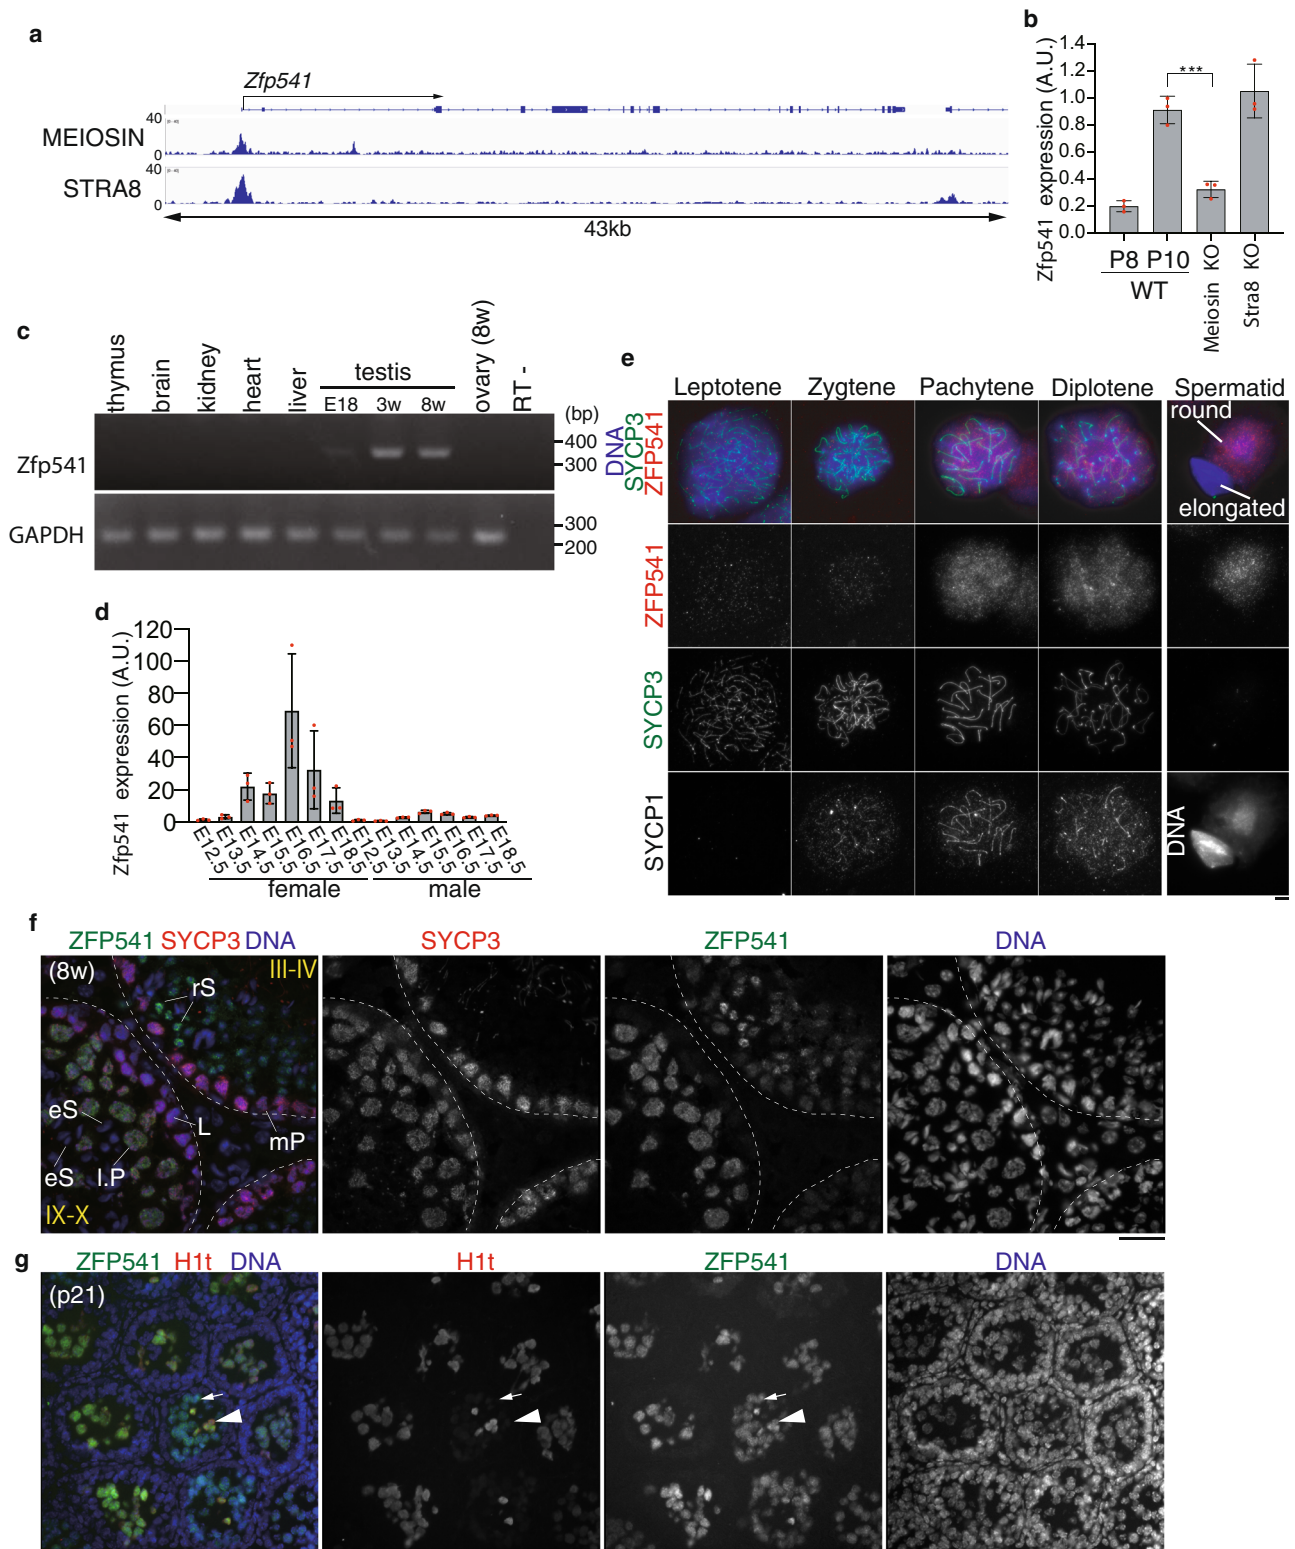 a
Zfp541
40
MEIOSIN
0
40
STRA8
0
43kb
b
Zfp541 expression (A.U.)
1.4
1.2
1.0
0.8
0.6
0.4
0.2
0.0
***
P8 P10
WT
Meiosin KO
Stra8 KO
c
thymus
brain
kidney
heart
liver
testis
E18 3w 8w
ovary (8w)
RT -
(bp)
Zfp541
400
300
GAPDH
300
200
d
Zfp541 expression (A.U.)
120
100
80
60
40
20
0
E12.5
E13.5
E14.5
E15.5
E16.5
E17.5
E18.5
E12.5
E13.5
E14.5
E15.5
E16.5
E17.5
E18.5
female
male
e
Leptotene Zygtene Pachytene Diplotene Spermatid
DNA
SYCP3
ZFP541
round
elongated
ZFP541
SYCP3
SYCP1
DNA
f
ZFP541 SYCP3 DNA
SYCP3
ZFP541
DNA
(8w)
III-IV
rS
eS
L
mP
eS
l.P
IX-X
g
ZFP541 H1t DNA
H1t
ZFP541
DNA
(p21)